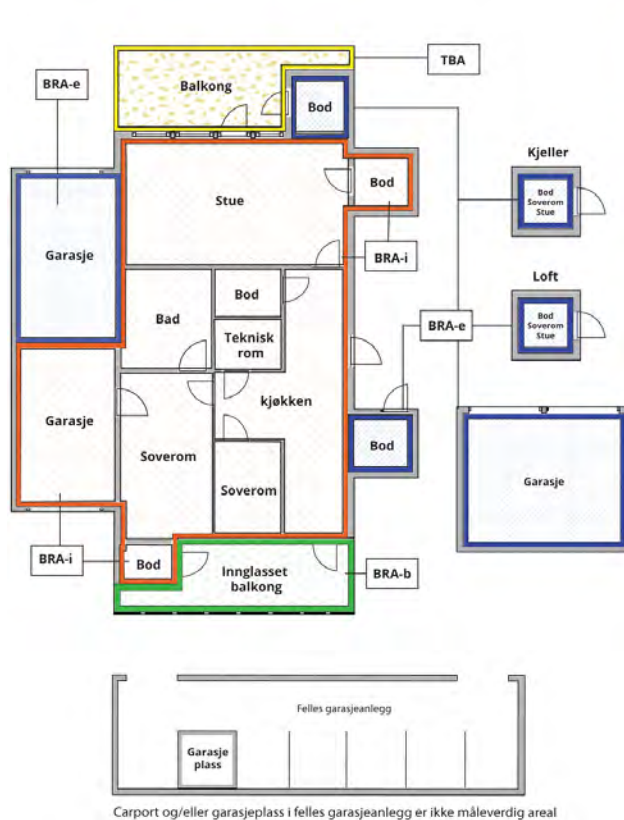 TBA
BRA-e
Balkong
Bod
Kjeller
Bod
Soverom
Stue
Bod
Stue
BRA-i
Garasje
Loft
Bod
Bad
Teknisk
rom
BRA-e
Bod
Soverom
Stue
kjøkken
Garasje
Soverom
Bod
Garasje
Soverom
BRA-i
Bod
Innglasset
balkong
BRA-b
Felles garasjeanlegg
Garasje
plass
Carport og/eller garasjeplass i felles garasjeanlegg er ikke måleverdig areal